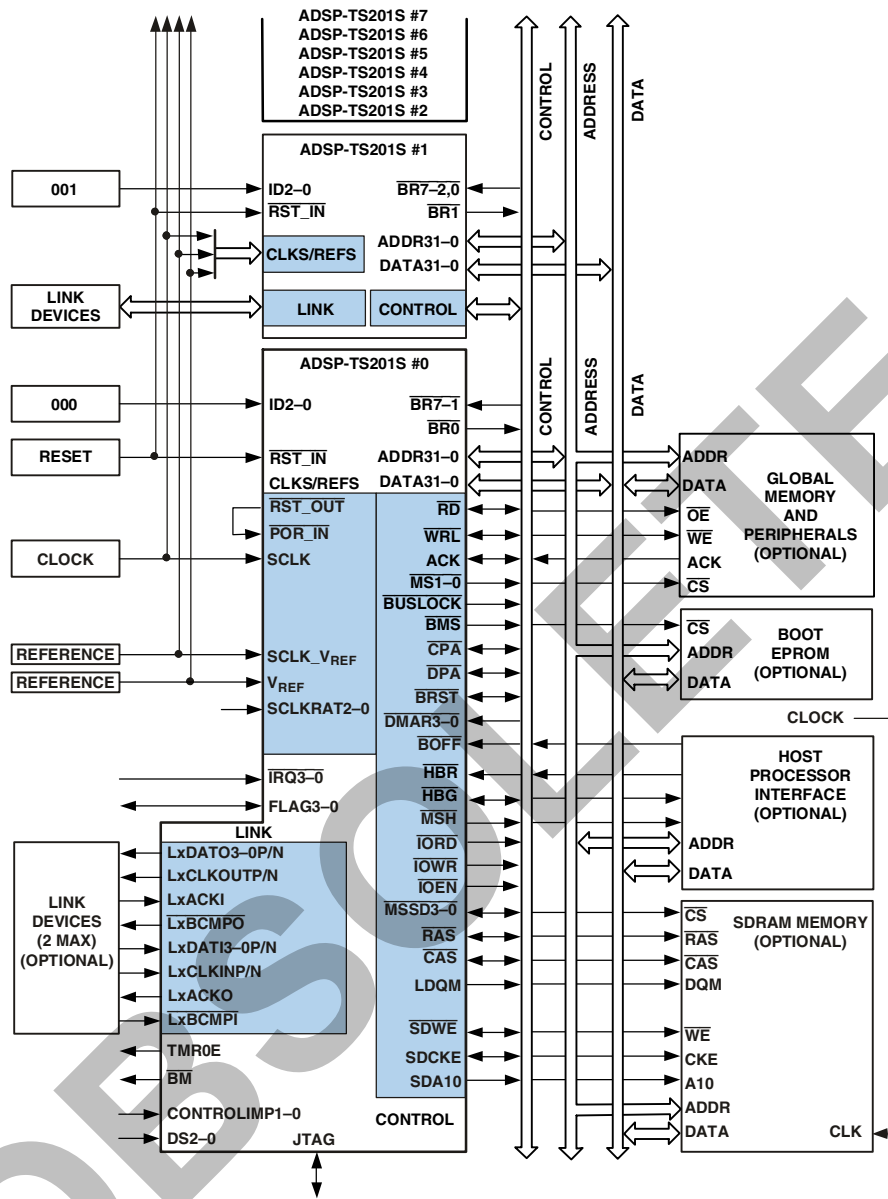 ADSP-TS201S #7
ADSP-TS201S #6
ADSP-TS201S #5
ADSP-TS201S #4
ADSP-TS201S #3
ADSP-TS201S #2
CONTROL
ADDRESS
DATA
ADSP-TS201S #1
001
ID2–0
BR7–2,0
RST_IN
BR1
ADDR31–0
CLKS/REFS
DATA31–0
LINK
DEVICES
LINK
CONTROL
ADSP-TS201S #0
CONTROL
ADDRESS
DATA
000
ID2–0
BR7–1
BR0
RESET
RST_IN
ADDR31–0
CLKS/REFS
DATA31–0
RST_OUT
POR_IN
CLOCK
SCLK
REFERENCE
SCLK_VREF
REFERENCE
VREF
SCLKRAT2–0
IRQ3–0
FLAG3–0
RD
WRL
ACK
MS1–0
BUSLOCK
BMS
CPA
DPA
BRST
DMAR3–0
BOFF
HBR
HBG
MSH
IORD
IOWR
IOEN
MSSD3–0
RAS
CAS
LDQM
SDWE
SDCKE
SDA10
CONTROL
ADDR
DATA
OE
WE
ACK
CS
GLOBAL
MEMORY
AND
PERIPHERALS
(OPTIONAL)
CS
ADDR
DATA
BOOT
EPROM
(OPTIONAL)
CLOCK
HOST
PROCESSOR
INTERFACE
(OPTIONAL)
ADDR
DATA
SDRAM MEMORY
(OPTIONAL)
CS
RAS
CAS
DQM
WE
CKE
A10
ADDR
DATA
CLK
LINK
LINK
DEVICES
(2 MAX)
(OPTIONAL)
LxDATO3–0P/N
LxCLKOUTP/N
LxACKI
LxBCMPO
LxDATI3–0P/N
LxCLKINP/N
LxACKO
LxBCMPI
TMR0E
BM
CONTROLIMP1–0
DS2–0
JTAG
OBSOLETE